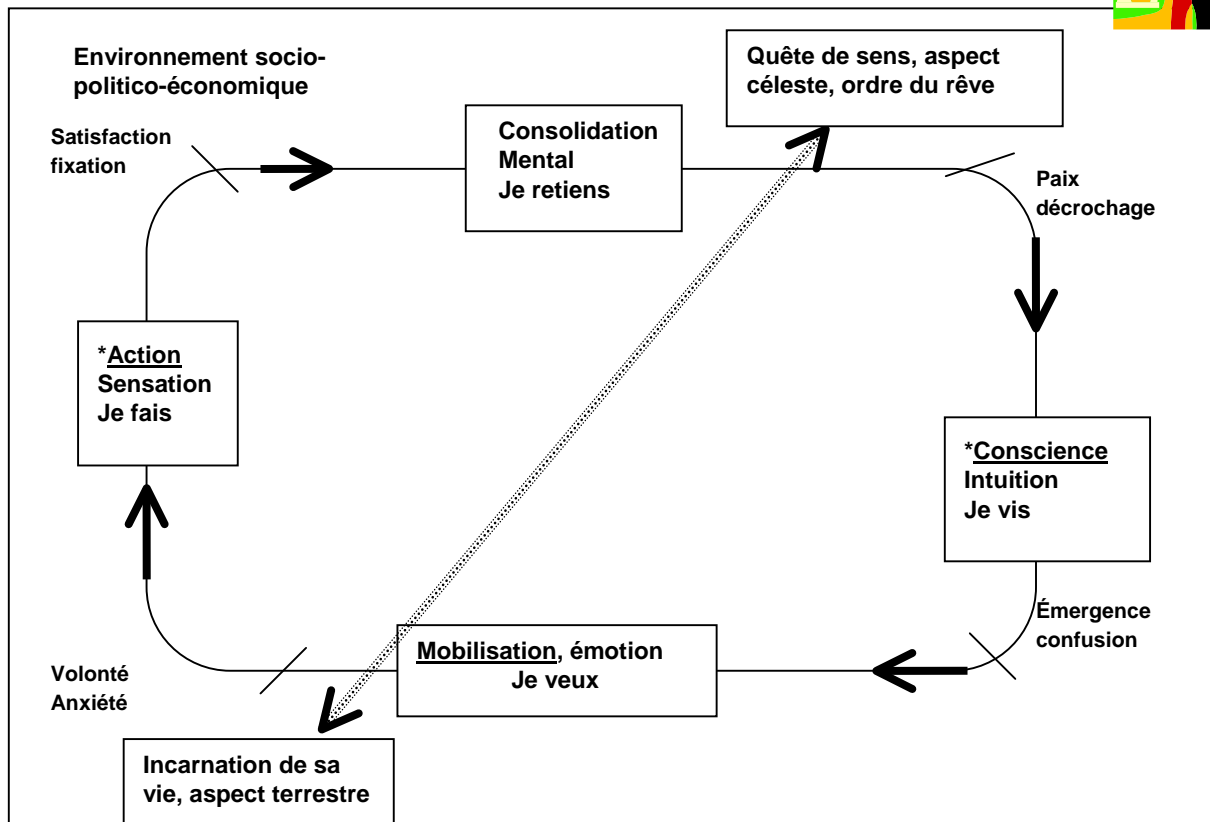 Environnement socio-
politico-économique
Quête de sens, aspect
céleste, ordre du rêve
Satisfaction
fixation
Consolidation
Mental
Je retiens
Paix
décrochage
*Action
Sensation
Je fais
*Conscience
Intuition
Je vis
Émergence
confusion
Mobilisation, émotion
Je veux
Volonté
Anxiété
Incarnation de sa
vie, aspect terrestre